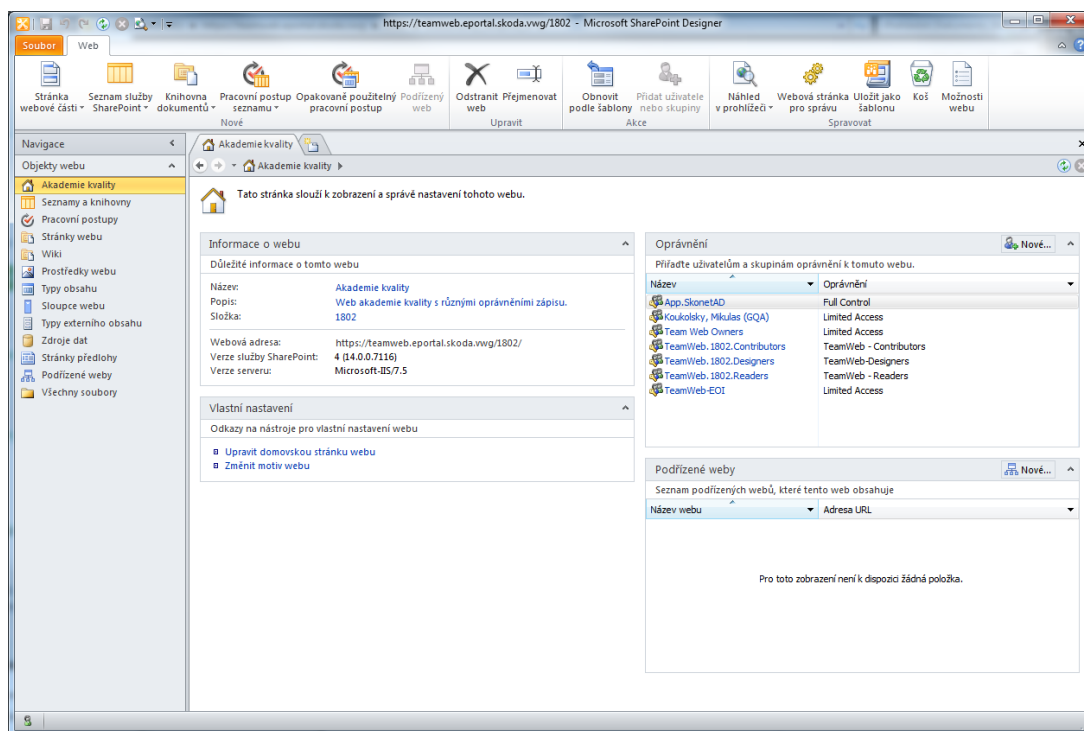 https://teamweb.eportal.skoda.vwg/1802 - Microsoft SharePoint Designer
Soubor
Web
Stránka webové části
Seznam služby SharePoint
Knihovna dokumentů
Pracovní postup seznamu
Opakovaně použitelný pracovní postup
Podřízený web
Odstranit web
Přejmenovat
Obnovit podle šablony
Přidat uživatele nebo skupiny
Náhled v prohlížeči
Webová stránka pro správu
Uložit jako šablonu
Koš
Možnosti webu
Nové
Upravit
Akce
Spravovat
Navigace
Objekty webu
Akademie kvality
Seznamy a knihovny
Pracovní postupy
Stránky webu
Wiki
Prostředky webu
Typy obsahu
Sloupce webu
Typy externího obsahu
Zdroje dat
Stránky předlohy
Podřízené weby
Všechny soubory
Akademie kvality
Akademie kvality
Tato stránka slouží k zobrazení a správě nastavení tohoto webu.
Informace o webu
Důležité informace o tomto webu
Název: Akademie kvality
Popis: Web akademie kvality s různými oprávněními zápisu.
Složka: 1802
Webová adresa: https://teamweb.eportal.skoda.vwg/1802/
Verze služby SharePoint: 4 (14.0.0.7116)
Verze serveru: Microsoft-IIS/7.5
Vlastní nastavení
Odkazy na nástroje pro vlastní nastavení webu
Upravit domovskou stránku webu
Změnit motiv webu
Oprávnění Nové...
Přiřaďte uživatelům a skupinám oprávnění k tomuto webu.
Název Oprávnění
App.SkonetAD Full Control
Koukolsky, Mikulas (GQA) Limited Access
Team Web Owners Limited Access
TeamWeb.1802.Contributors TeamWeb - Contributors
TeamWeb.1802.Designers TeamWeb-Designers
TeamWeb.1802.Readers TeamWeb - Readers
TeamWeb-EOI Limited Access
Podřízené weby Nové...
Seznam podřízených webů, které tento web obsahuje
Název webu Adresa URL
Pro toto zobrazení není k dispozici žádná položka.